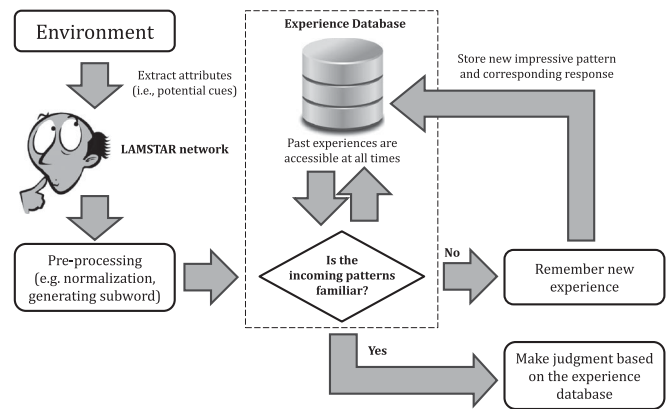 Environment
Extract attributes
(i.e., potential cues)
LAMSTAR network
Pre-processing
(e.g. normalization,
generating subword)
Experience Database
Past experiences are
accessible at all times
Is the
incoming patterns
familiar?
No
Remember new
experience
Store new impressive pattern
and corresponding response
Yes
Make judgment based
on the experience
database